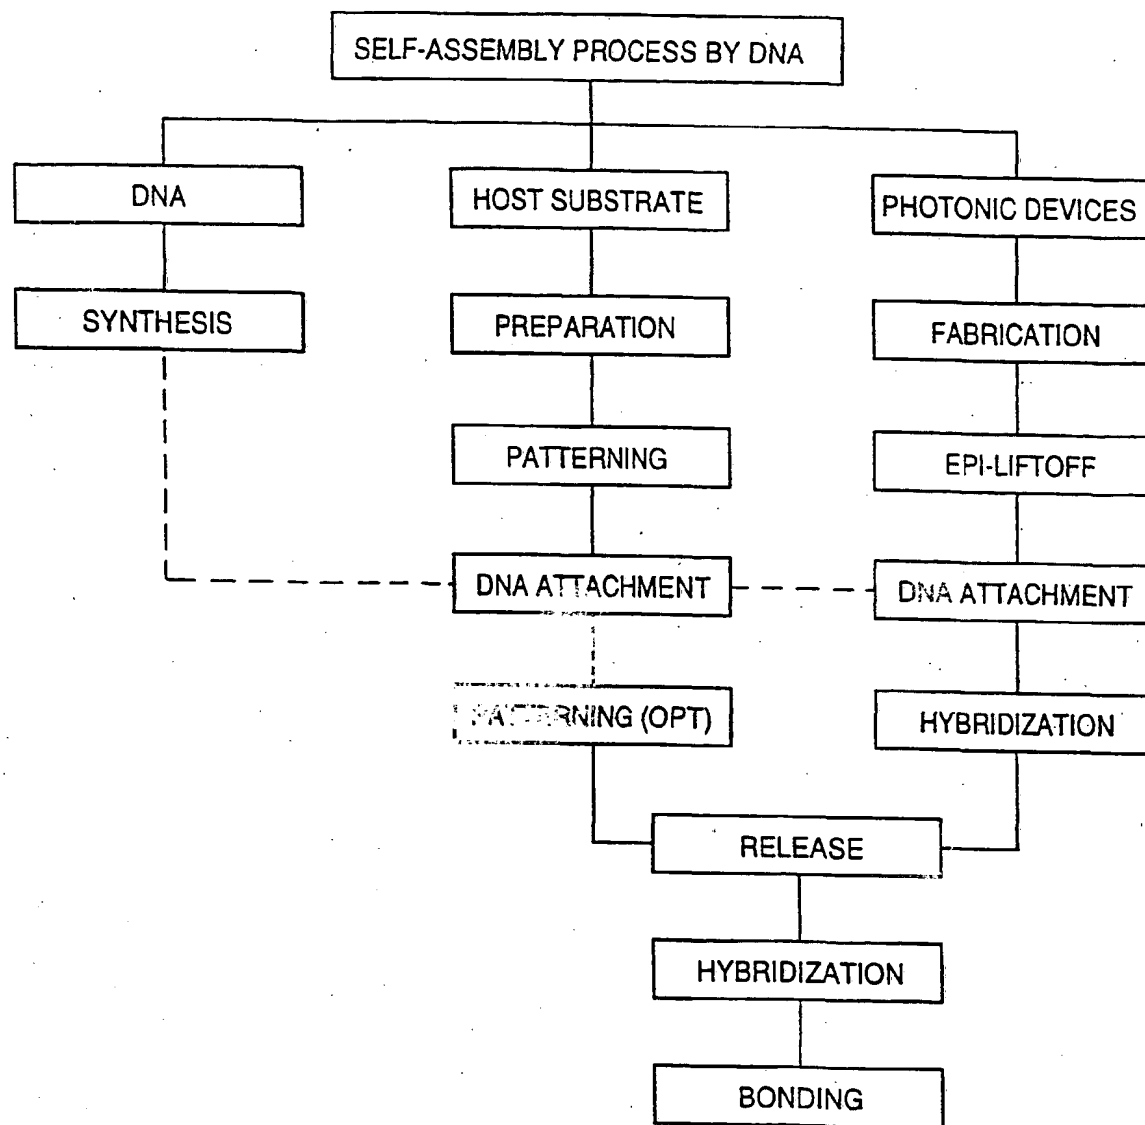 SELF-ASSEMBLY PROCESS BY DNA
DNA
HOST SUBSTRATE
PHOTONIC DEVICES
SYNTHESIS
PREPARATION
FABRICATION
PATTERNING
EPI-LIFTOFF
DNA ATTACHMENT
DNA ATTACHMENT
PATTERNING (OPT)
HYBRIDIZATION
RELEASE
HYBRIDIZATION
BONDING